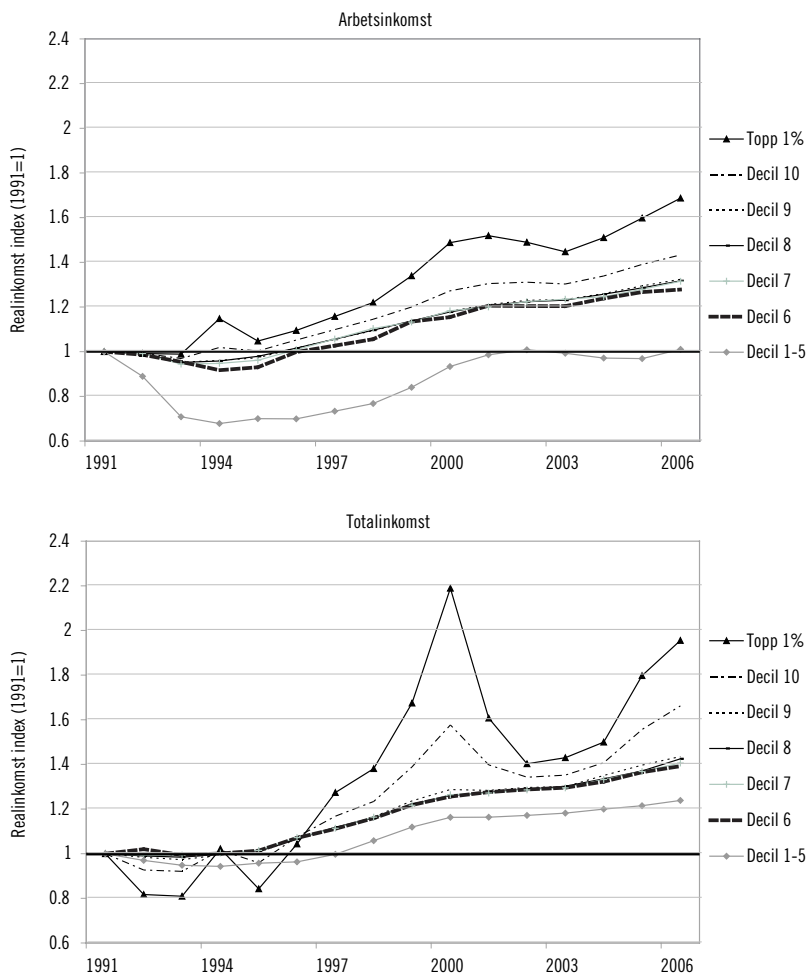 Arbetsinkomst
Realinkomst index (1991=1)
2.4
2.2
2
1.8
1.6
1.4
1.2
1
0.8
0.6
1991 1994 1997 2000 2003 2006
Topp 1%
Decil 10
Decil 9
Decil 8
Decil 7
Decil 6
Decil 1-5
Totalinkomst
Realinkomst index (1991=1)
2.4
2.2
2
1.8
1.6
1.4
1.2
1
0.8
0.6
1991 1994 1997 2000 2003 2006
Topp 1%
Decil 10
Decil 9
Decil 8
Decil 7
Decil 6
Decil 1-5